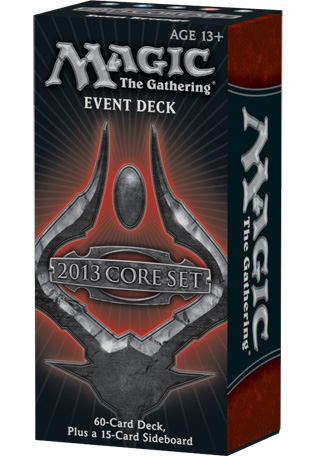 AGE 13+
MAGIC
The Gathering®
EVENT DECK
2013 CORE SET
60-Card Deck,
Plus a 15-Card Sideboard
MAGIC
The Gathering®